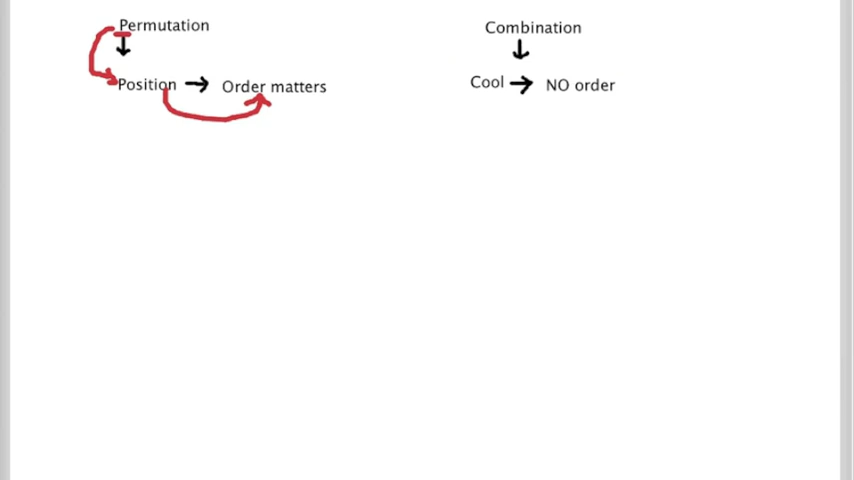 Permutation
Position → Order matters
Combination
Cool → NO order